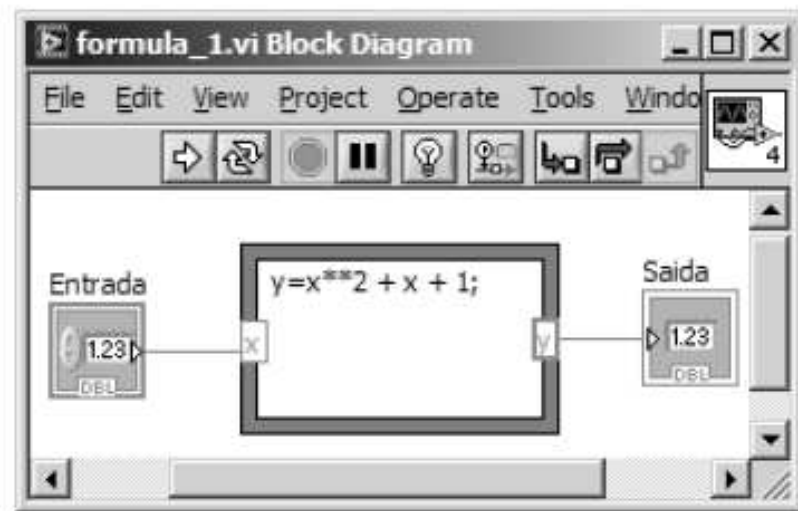 formula_1.vi Block Diagram
File Edit View Project Operate Tools Windo
4
Entrada
1.23
DBL
y=x**2 + x + 1;
x
y
Saida
1.23
DBL